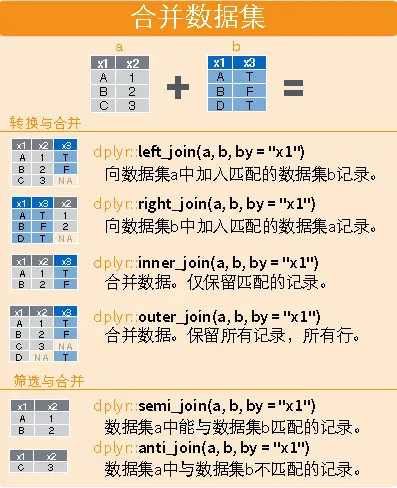 合并数据集
a b
x1 x2 x1 x3
A 1 A T
B 2 + B F =
C 3 D T
转换与合并
x1 x2 x3
A 1 T
B 2 F
C 3 NA
dplyr::left_join(a, b, by = "x1")
向数据集a中加入匹配的数据集b记录。
x1 x3 x2
A T 1
B F 2
D T NA
dplyr::right_join(a, b, by = "x1")
向数据集b中加入匹配的数据集a记录。
x1 x2 x3
A 1 T
B 2 F
dplyr::inner_join(a, b, by = "x1")
合并数据。仅保留匹配的记录。
x1 x2 x3
A 1 T
B 2 F
C 3 NA
D NA T
dplyr::outer_join(a, b, by = "x1")
合并数据。保留所有记录，所有行。
筛选与合并
x1 x2
A 1
B 2
dplyr::semi_join(a, b, by = "x1")
数据集a中能与数据集b匹配的记录。
x1 x2
C 3
dplyr::anti_join(a, b, by = "x1")
数据集a中与数据集b不匹配的记录。